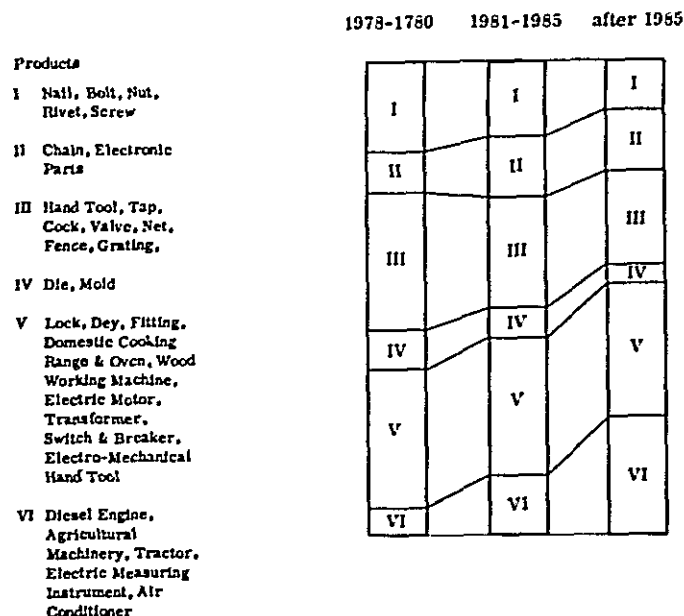 1978-1780 1981-1985 after 1985
Products
I Nail, Bolt, Nut,
Rivet, Screw
II Chain, Electronic
Parts
III Hand Tool, Tap,
Cock, Valve, Net,
Fence, Grating,
IV Die, Mold
V Lock, Dey, Fitting,
Domestic Cooking
Range & Oven, Wood
Working Machine,
Electric Motor,
Transformer,
Switch & Breaker,
Electro-Mechanical
Hand Tool
VI Diesel Engine,
Agricultural
Machinery, Tractor,
Electric Measuring
Instrument, Air
Conditioner
I I I
II II II
III III III
IV IV IV
V V V
VI VI VI